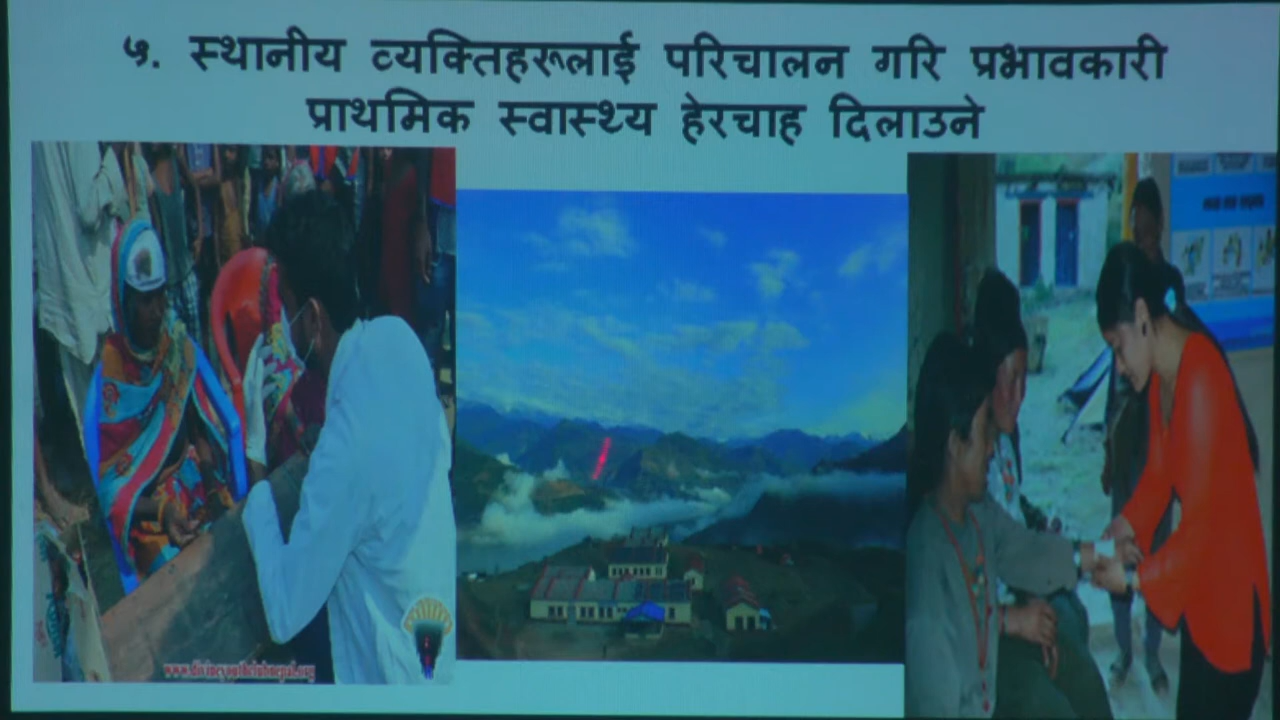 ५. स्थानीय व्यक्तिहरूलाई परिचालन गरि प्रभावकारी
प्राथमिक स्वास्थ्य हेरचाह दिलाउने